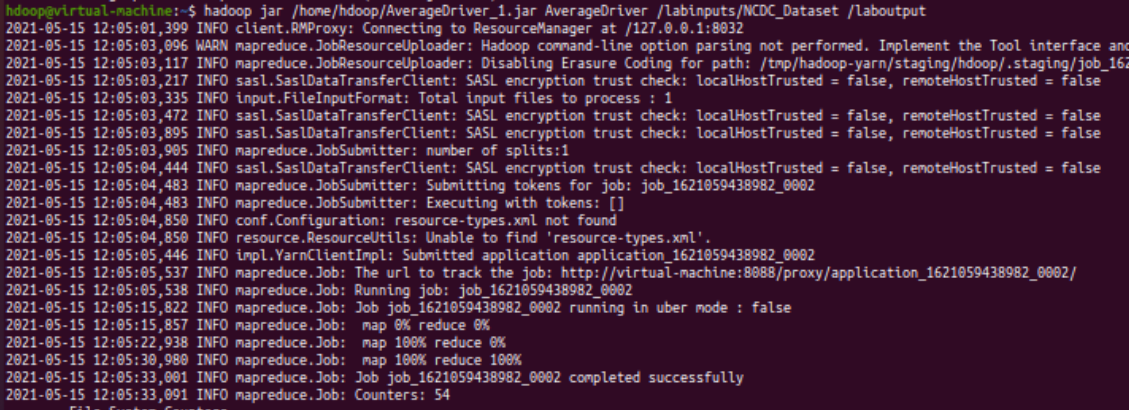 hdoop@virtual-machine:~$ hadoop jar /home/hdoop/AverageDriver_1.jar AverageDriver /labinputs/NCDC_Dataset /laboutput
2021-05-15 12:05:01,399 INFO client.RMProxy: Connecting to ResourceManager at /127.0.0.1:8032
2021-05-15 12:05:03,096 WARN mapreduce.JobResourceUploader: Hadoop command-line option parsing not performed. Implement the Tool interface and
2021-05-15 12:05:03,117 INFO mapreduce.JobResourceUploader: Disabling Erasure Coding for path: /tmp/hadoop-yarn/staging/hdoop/.staging/job_162
2021-05-15 12:05:03,217 INFO sasl.SaslDataTransferClient: SASL encryption trust check: localHostTrusted = false, remoteHostTrusted = false
2021-05-15 12:05:03,335 INFO input.FileInputFormat: Total input files to process : 1
2021-05-15 12:05:03,472 INFO sasl.SaslDataTransferClient: SASL encryption trust check: localHostTrusted = false, remoteHostTrusted = false
2021-05-15 12:05:03,895 INFO sasl.SaslDataTransferClient: SASL encryption trust check: localHostTrusted = false, remoteHostTrusted = false
2021-05-15 12:05:03,905 INFO mapreduce.JobSubmitter: number of splits:1
2021-05-15 12:05:04,444 INFO sasl.SaslDataTransferClient: SASL encryption trust check: localHostTrusted = false, remoteHostTrusted = false
2021-05-15 12:05:04,483 INFO mapreduce.JobSubmitter: Submitting tokens for job: job_1621059438982_0002
2021-05-15 12:05:04,483 INFO mapreduce.JobSubmitter: Executing with tokens: []
2021-05-15 12:05:04,850 INFO conf.Configuration: resource-types.xml not found
2021-05-15 12:05:04,850 INFO resource.ResourceUtils: Unable to find 'resource-types.xml'.
2021-05-15 12:05:05,446 INFO impl.YarnClientImpl: Submitted application application_1621059438982_0002
2021-05-15 12:05:05,537 INFO mapreduce.Job: The url to track the job: http://virtual-machine:8088/proxy/application_1621059438982_0002/
2021-05-15 12:05:05,538 INFO mapreduce.Job: Running job: job_1621059438982_0002
2021-05-15 12:05:15,822 INFO mapreduce.Job: Job job_1621059438982_0002 running in uber mode : false
2021-05-15 12:05:15,857 INFO mapreduce.Job:  map 0% reduce 0%
2021-05-15 12:05:22,938 INFO mapreduce.Job:  map 100% reduce 0%
2021-05-15 12:05:30,980 INFO mapreduce.Job:  map 100% reduce 100%
2021-05-15 12:05:33,001 INFO mapreduce.Job: Job job_1621059438982_0002 completed successfully
2021-05-15 12:05:33,091 INFO mapreduce.Job: Counters: 54